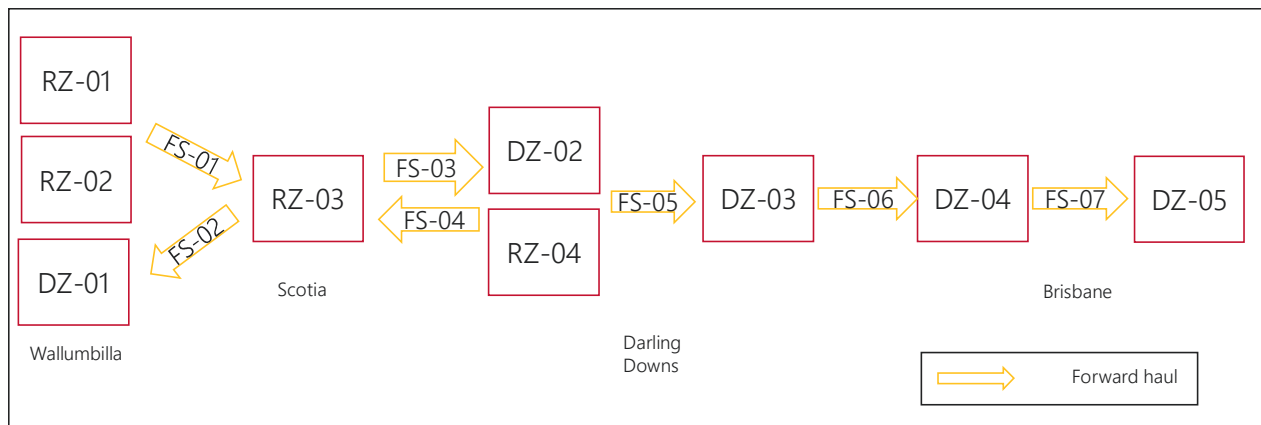 RZ-01
RZ-02
DZ-01
Wallumbilla
FS-01
FS-02
RZ-03
Scotia
FS-03
FS-04
DZ-02
RZ-04
FS-05
Darling
Downs
DZ-03
FS-06
DZ-04
FS-07
DZ-05
Brisbane
Forward haul